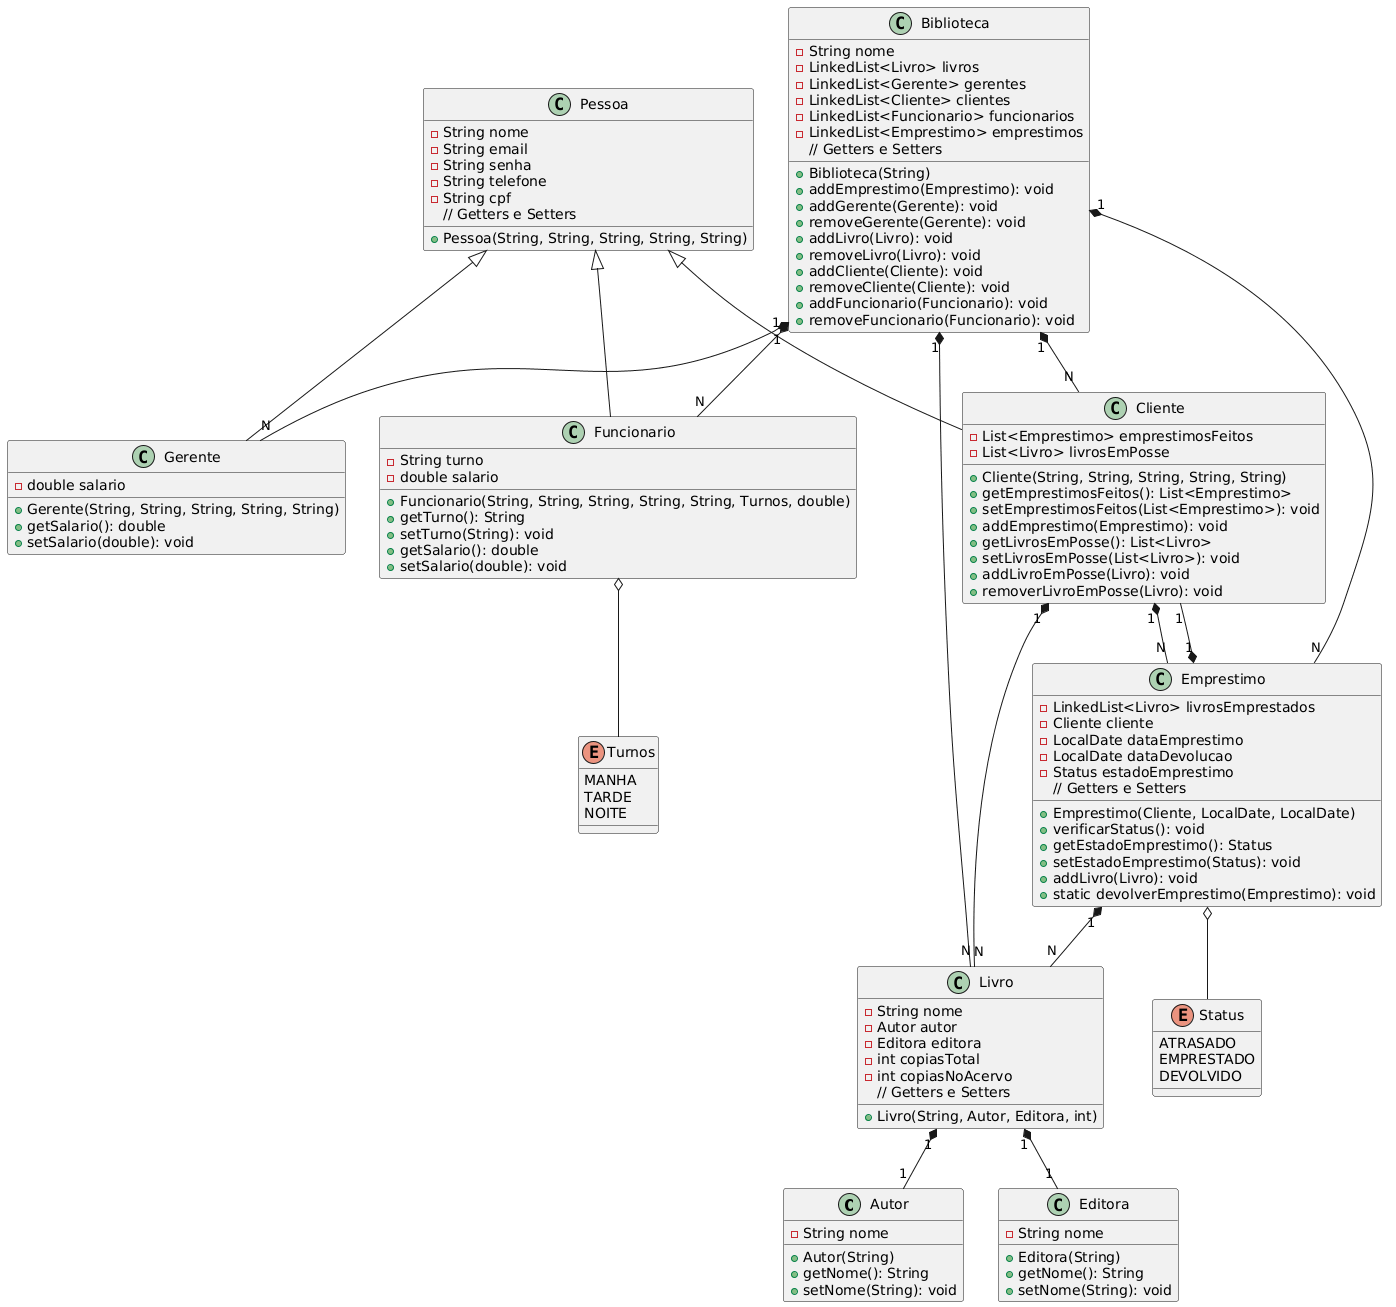 C Biblioteca
String nome
LinkedList<Livro> livros
LinkedList<Gerente> gerentes
LinkedList<Cliente> clientes
LinkedList<Funcionario> funcionarios
LinkedList<Emprestimo> emprestimos
// Getters e Setters
Biblioteca(String)
addEmprestimo(Emprestimo): void
addGerente(Gerente): void
removeGerente(Gerente): void
addLivro(Livro): void
removeLivro(Livro): void
addCliente(Cliente): void
removeCliente(Cliente): void
addFuncionario(Funcionario): void
removeFuncionario(Funcionario): void
C Pessoa
String nome
String email
String senha
String telefone
String cpf
// Getters e Setters
Pessoa(String, String, String, String, String)
1
1
1
1
1
N
N
N
N
C Gerente
double salario
Gerente(String, String, String, String, String)
getSalario(): double
setSalario(double): void
C Funcionario
String turno
double salario
Funcionario(String, String, String, String, String, Turnos, double)
getTurno(): String
setTurno(String): void
getSalario(): double
setSalario(double): void
C Cliente
List<Emprestimo> emprestimosFeitos
List<Livro> livrosEmPosse
Cliente(String, String, String, String, String)
getEmprestimosFeitos(): List<Emprestimo>
setEmprestimosFeitos(List<Emprestimo>): void
addEmprestimo(Emprestimo): void
getLivrosEmPosse(): List<Livro>
setLivrosEmPosse(List<Livro>): void
addLivroEmPosse(Livro): void
removerLivroEmPosse(Livro): void
1
1
1
N
1
E Turnos
MANHA
TARDE
NOITE
C Emprestimo
LinkedList<Livro> livrosEmprestados
Cliente cliente
LocalDate dataEmprestimo
LocalDate dataDevolucao
Status estadoEmprestimo
// Getters e Setters
Emprestimo(Cliente, LocalDate, LocalDate)
verificarStatus(): void
getEstadoEmprestimo(): Status
setEstadoEmprestimo(Status): void
addLivro(Livro): void
static devolverEmprestimo(Emprestimo): void
1
N
N
N
C Livro
String nome
Autor autor
Editora editora
int copiasTotal
int copiasNoAcervo
// Getters e Setters
Livro(String, Autor, Editora, int)
E Status
ATRASADO
EMPRESTADO
DEVOLVIDO
1
1
1
1
C Autor
String nome
Autor(String)
getNome(): String
setNome(String): void
C Editora
String nome
Editora(String)
getNome(): String
setNome(String): void